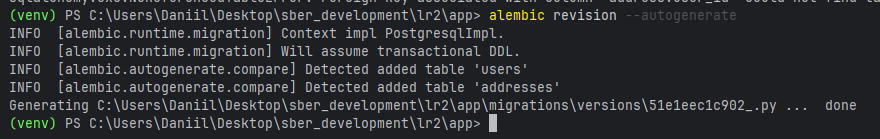 (venv) PS C:\Users\Daniil\Desktop\sber_development\lr2\app> alembic revision --autogenerate
INFO  [alembic.runtime.migration] Context impl PostgresqlImpl.
INFO  [alembic.runtime.migration] Will assume transactional DDL.
INFO  [alembic.autogenerate.compare] Detected added table 'users'
INFO  [alembic.autogenerate.compare] Detected added table 'addresses'
Generating C:\Users\Daniil\Desktop\sber_development\lr2\app\migrations\versions\51e1eec1c902_.py ...  done
(venv) PS C:\Users\Daniil\Desktop\sber_development\lr2\app>